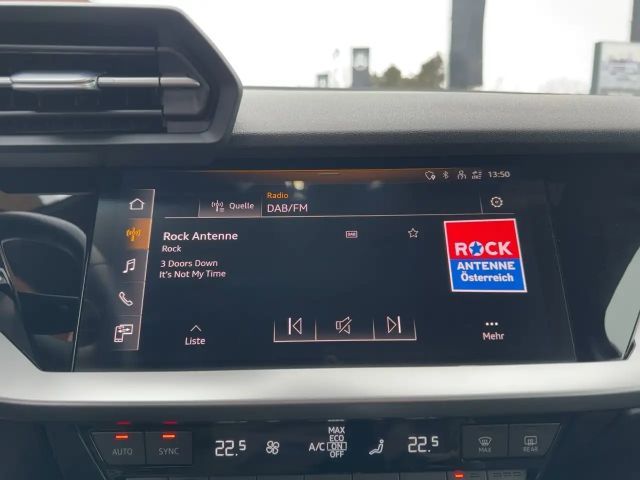 13:50
Quelle
Radio
DAB/FM
Rock Antenne
Rock
DAB
3 Doors Down
It's Not My Time
ROCK
ANTENNE
Österreich
Liste
Mehr
AUTO
SYNC
22.5
A/C
MAX
ECO
ON
OFF
22.5
MAX
REAR